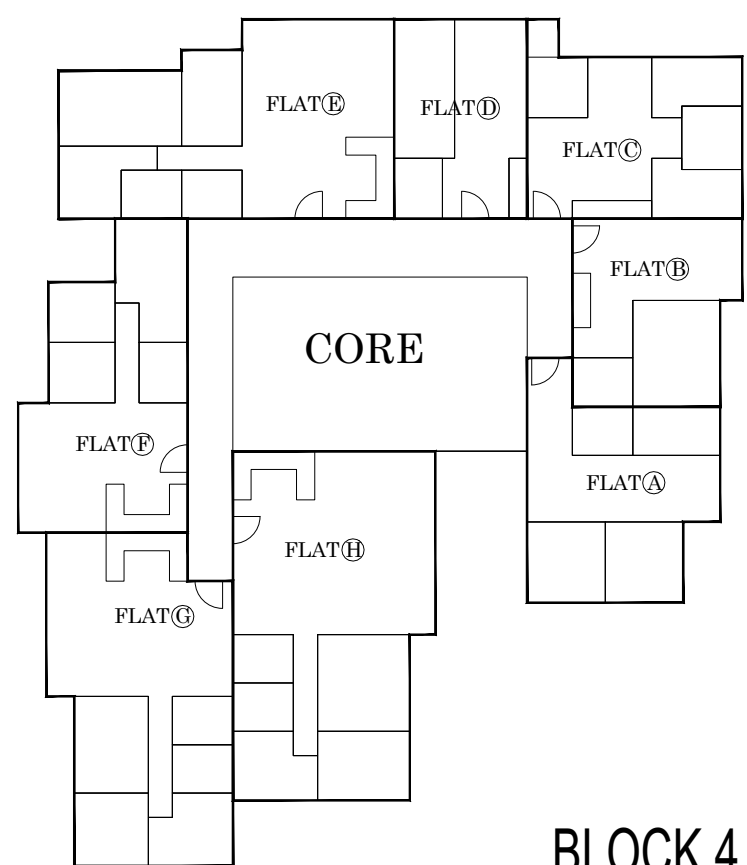 FLATⒺ
FLATⒹ
FLATⒸ
FLATⒷ
CORE
FLATⒻ
FLATⒶ
FLATⒽ
FLATⒼ
BLOCK 4